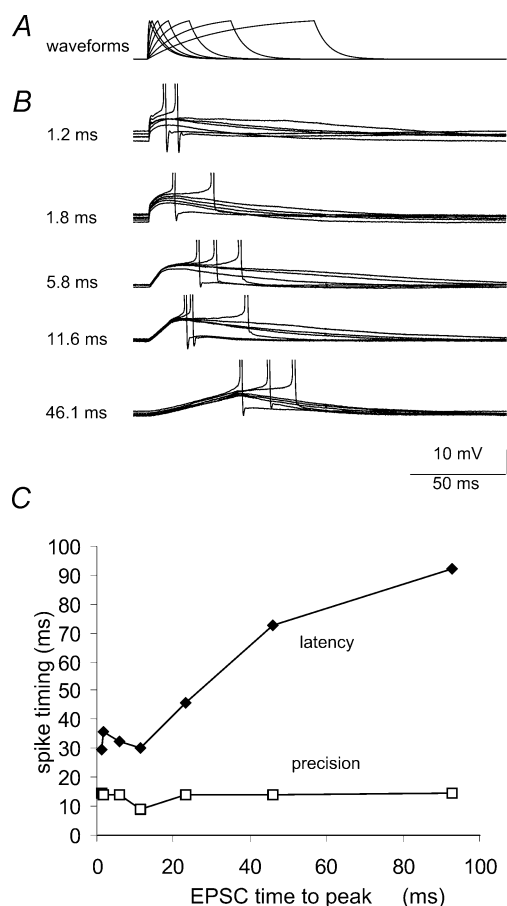 A
waveforms
B
1.2 ms
1.8 ms
5.8 ms
11.6 ms
46.1 ms
10 mV
50 ms
C
spike timing (ms)
100
90
80
70
60
50
40
30
20
10
0
latency
precision
0 20 40 60 80 100
EPSC time to peak (ms)